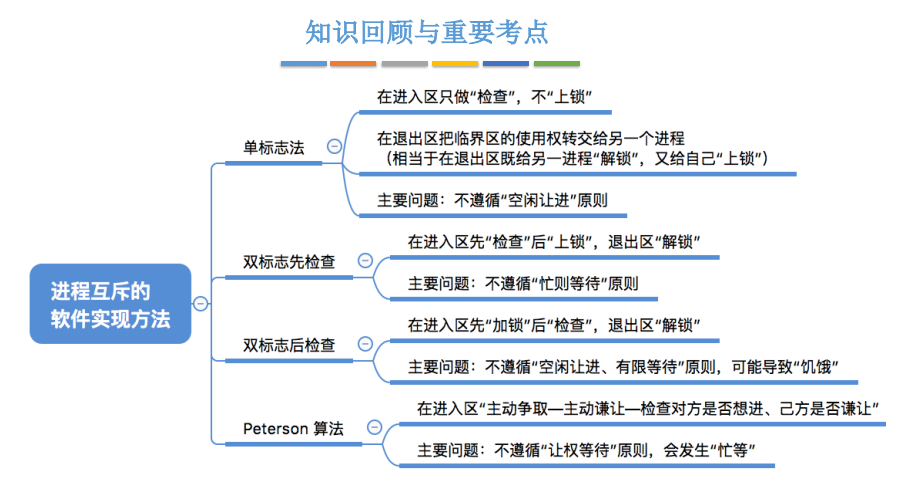 知识回顾与重要考点
进程互斥的
软件实现方法
单标志法
在进入区只做“检查”，不“上锁”
在退出区把临界区的使用权转交给另一个进程
（相当于在退出区既给另一进程“解锁”，又给自己“上锁”）
主要问题：不遵循“空闲让进”原则
双标志先检查
在进入区先“检查”后“上锁”，退出区“解锁”
主要问题：不遵循“忙则等待”原则
双标志后检查
在进入区先“加锁”后“检查”，退出区“解锁”
主要问题：不遵循“空闲让进、有限等待”原则，可能导致“饥饿”
Peterson 算法
在进入区“主动争取—主动谦让—检查对方是否想进、己方是否谦让”
主要问题：不遵循“让权等待”原则，会发生“忙等”